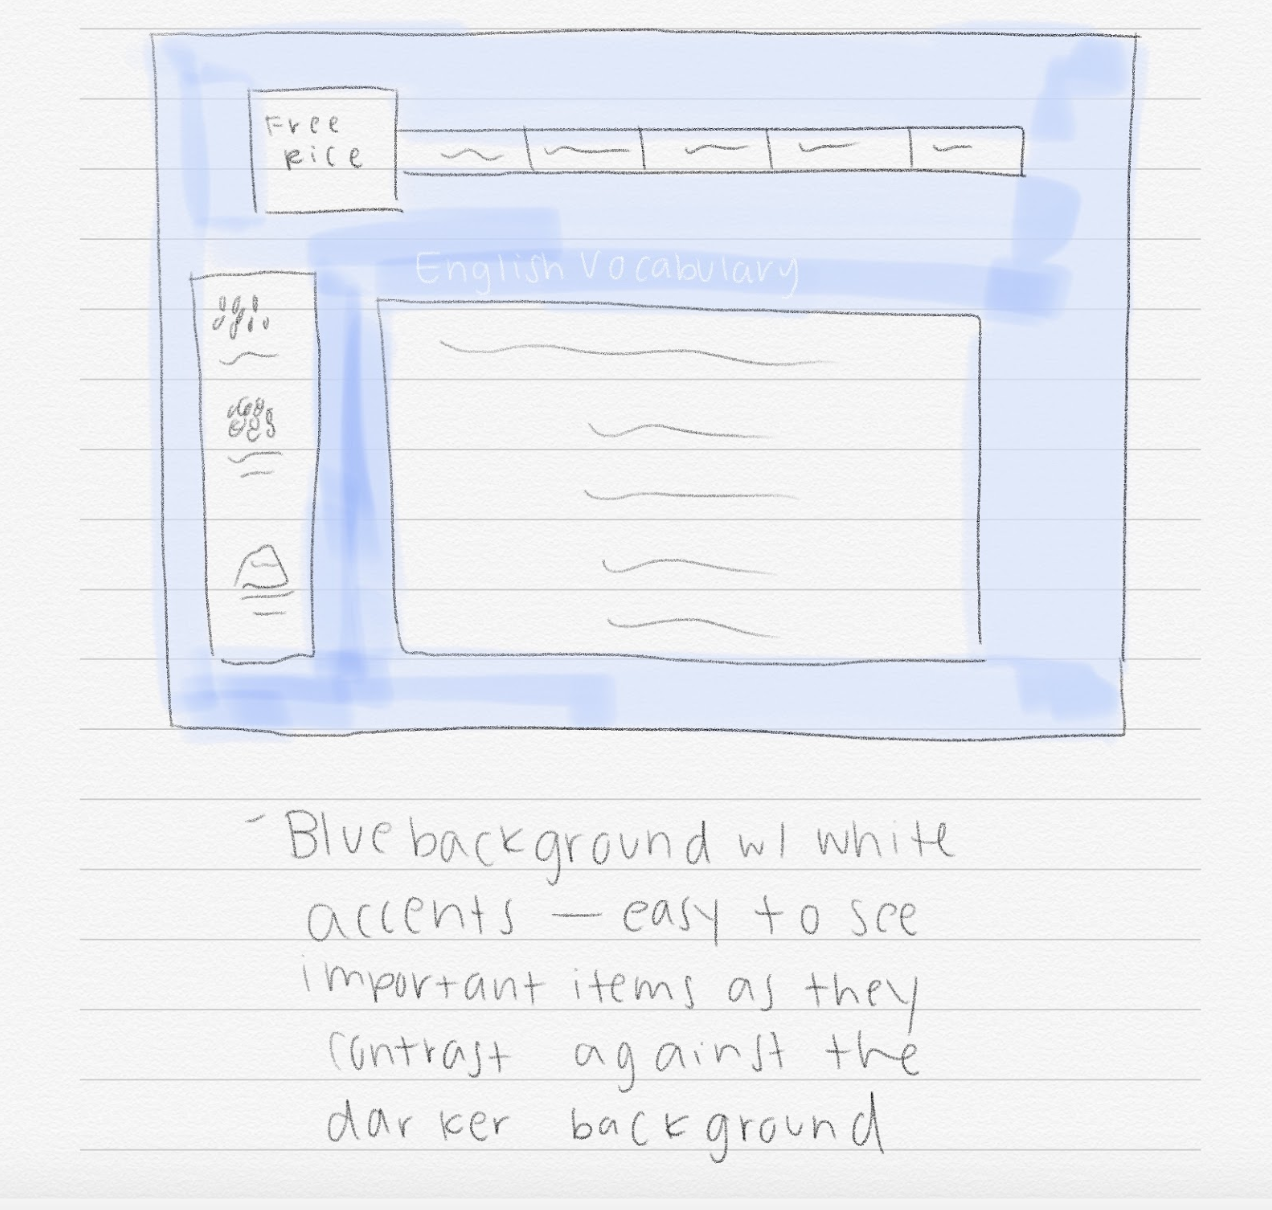 Free
Rice
English Vocabulary
- Blue background w/ white
accents — easy to see
important items as they
contrast against the
darker background